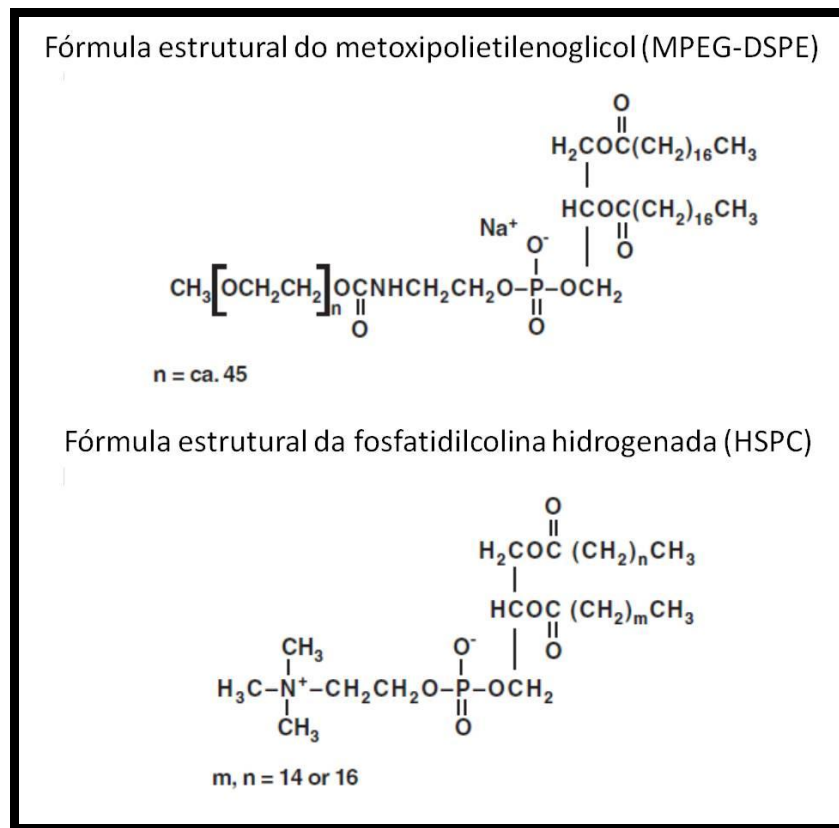 Fórmula estrutural do metoxipolietilenoglicol (MPEG-DSPE)
O
||
H₂COC(CH₂)₁₆CH₃
|
HCOC(CH₂)₁₆CH₃
Na⁺
O⁻ | || O
CH₃[OCH₂CH₂]ₙOCNHCH₂CH₂O–P–OCH₂
|| ||
O O
n = ca. 45
Fórmula estrutural da fosfatidilcolina hidrogenada (HSPC)
O
||
H₂COC (CH₂)ₙCH₃
|
HCOC (CH₂)ₘCH₃
CH₃ O⁻ | || O
H₃C–N⁺–CH₂CH₂O–P–OCH₂
| ||
CH₃ O
m, n = 14 or 16